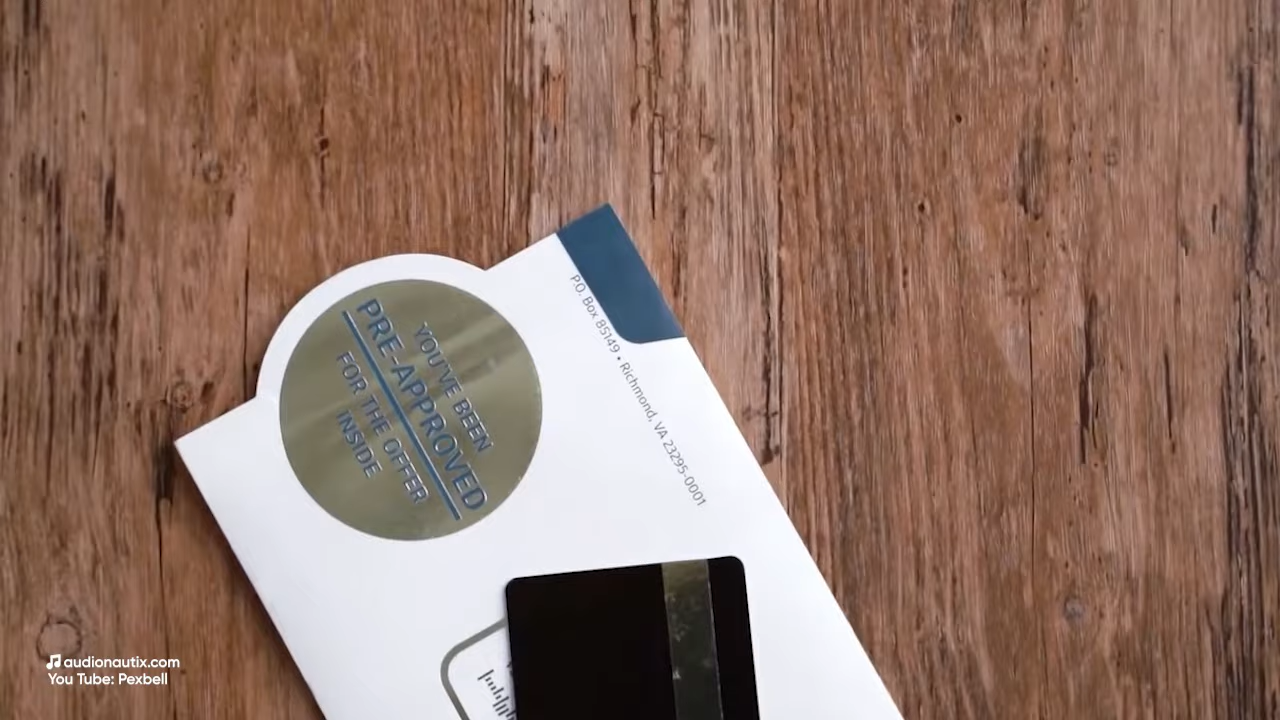 P.O. Box 85149 • Richmond, VA 23295-0001
YOU'VE BEEN
PRE-APPROVED
FOR THE OFFER
INSIDE
audionautix.com
You Tube: Pexbell